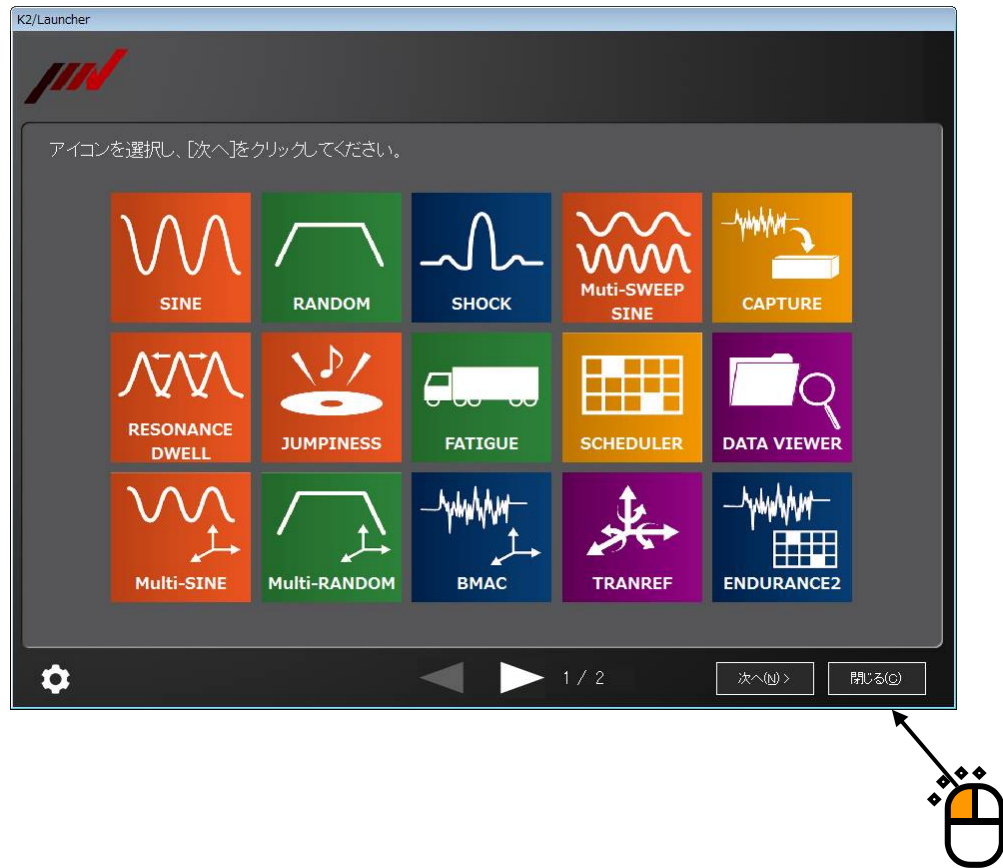 K2/Launcher
アイコンを選択し、[次へ]をクリックしてください。
SINE
RANDOM
SHOCK
Muti-SWEEP
SINE
CAPTURE
RESONANCE
DWELL
JUMPINESS
FATIGUE
SCHEDULER
DATA VIEWER
Multi-SINE
Multi-RANDOM
BMAC
TRANREF
ENDURANCE2
1 / 2
次へ(N) >
閉じる(C)